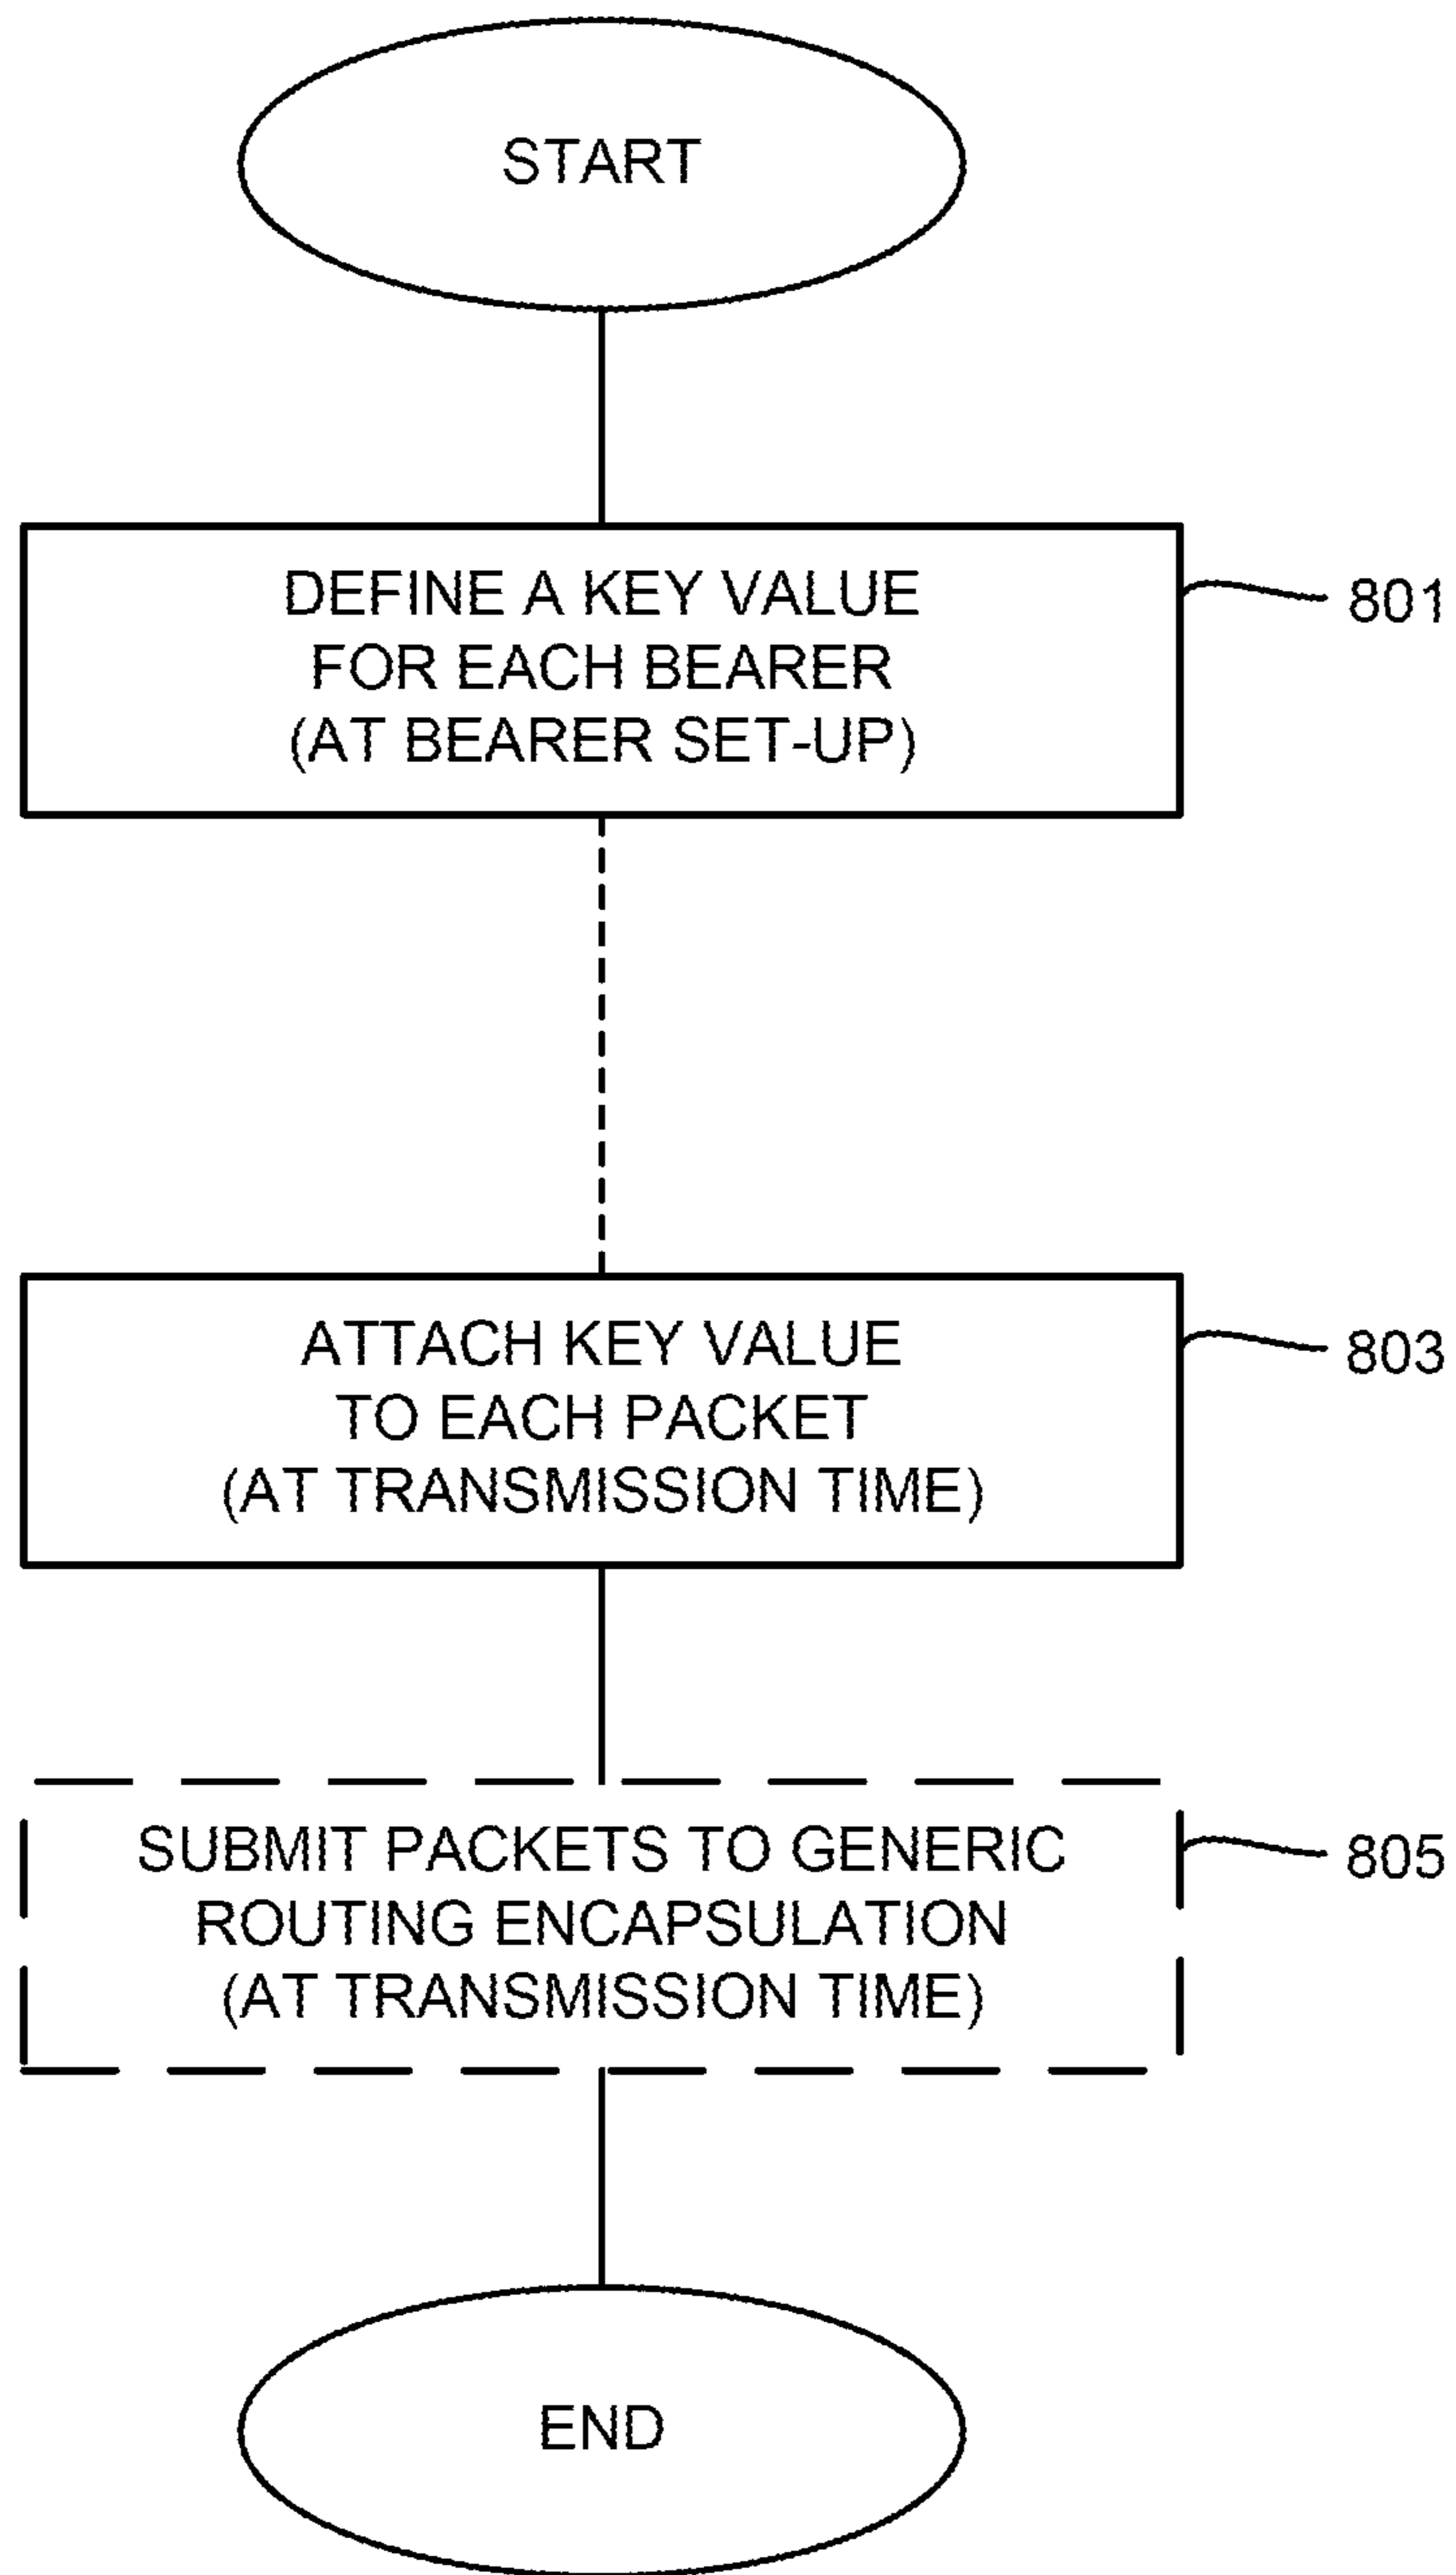 START
DEFINE A KEY VALUE
FOR EACH BEARER
(AT BEARER SET-UP)
801
ATTACH KEY VALUE
TO EACH PACKET
(AT TRANSMISSION TIME)
803
SUBMIT PACKETS TO GENERIC
ROUTING ENCAPSULATION
(AT TRANSMISSION TIME)
805
END